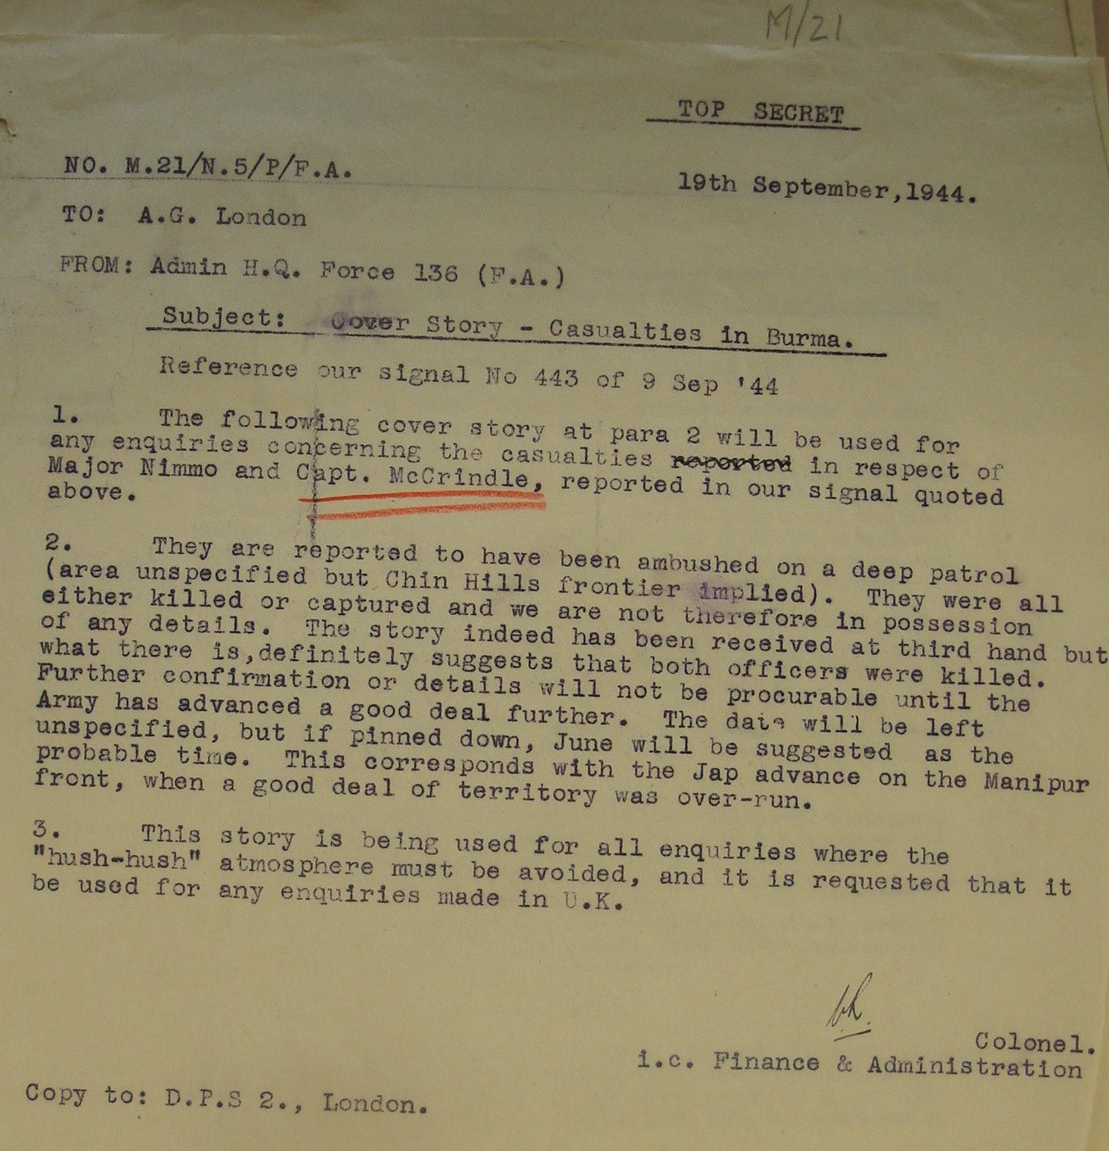 M/21
TOP SECRET
NO. M.21/N.5/P/F.A.
19th September,1944.
TO: A.G. London
FROM: Admin H.Q. Force 136 (F.A.)
Subject: Cover Story - Casualties in Burma.
Reference our signal No 443 of 9 Sep '44
1. The following cover story at para 2 will be used for
any enquiries concerning the casualties reported in respect of
Major Nimmo and Capt. McCrindle, reported in our signal quoted
above.
2. They are reported to have been ambushed on a deep patrol
(area unspecified but Chin Hills frontier implied). They were all
either killed or captured and we are not therefore in possession
of any details. The story indeed has been received at third hand but
what there is,definitely suggests that both officers were killed.
Further confirmation or details will not be procurable until the
Army has advanced a good deal further. The date will be left
unspecified, but if pinned down, June will be suggested as the
probable time. This corresponds with the Jap advance on the Manipur
front, when a good deal of territory was over-run.
3. This story is being used for all enquiries where the
"hush-hush" atmosphere must be avoided, and it is requested that it
be used for any enquiries made in U.K.
Colonel.
i.c. Finance & Administration
Copy to: D.P.S 2., London.